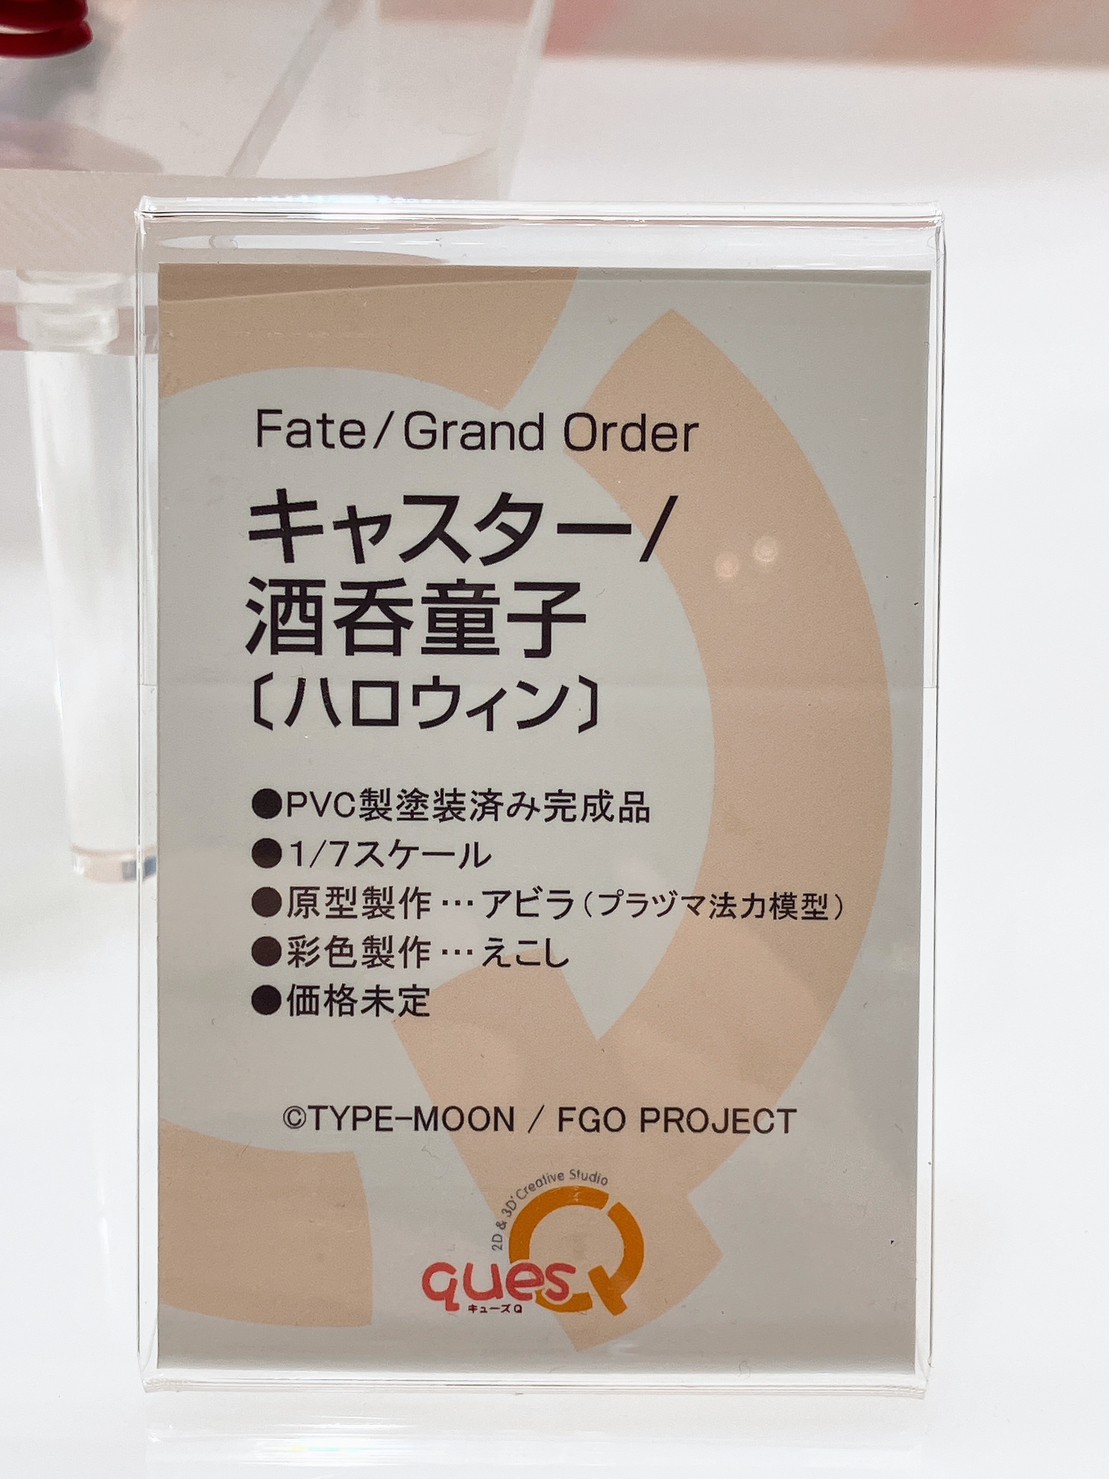 Fate/Grand Order
キャスター/
酒呑童子
〔ハロウィン〕
●PVC製塗装済み完成品
●1/7スケール
●原型製作…アビラ(プラヅマ法力模型)
●彩色製作…えこし
●価格未定
©TYPE-MOON / FGO PROJECT
2D & 3D Creative Studio
quesQ
キューズQ